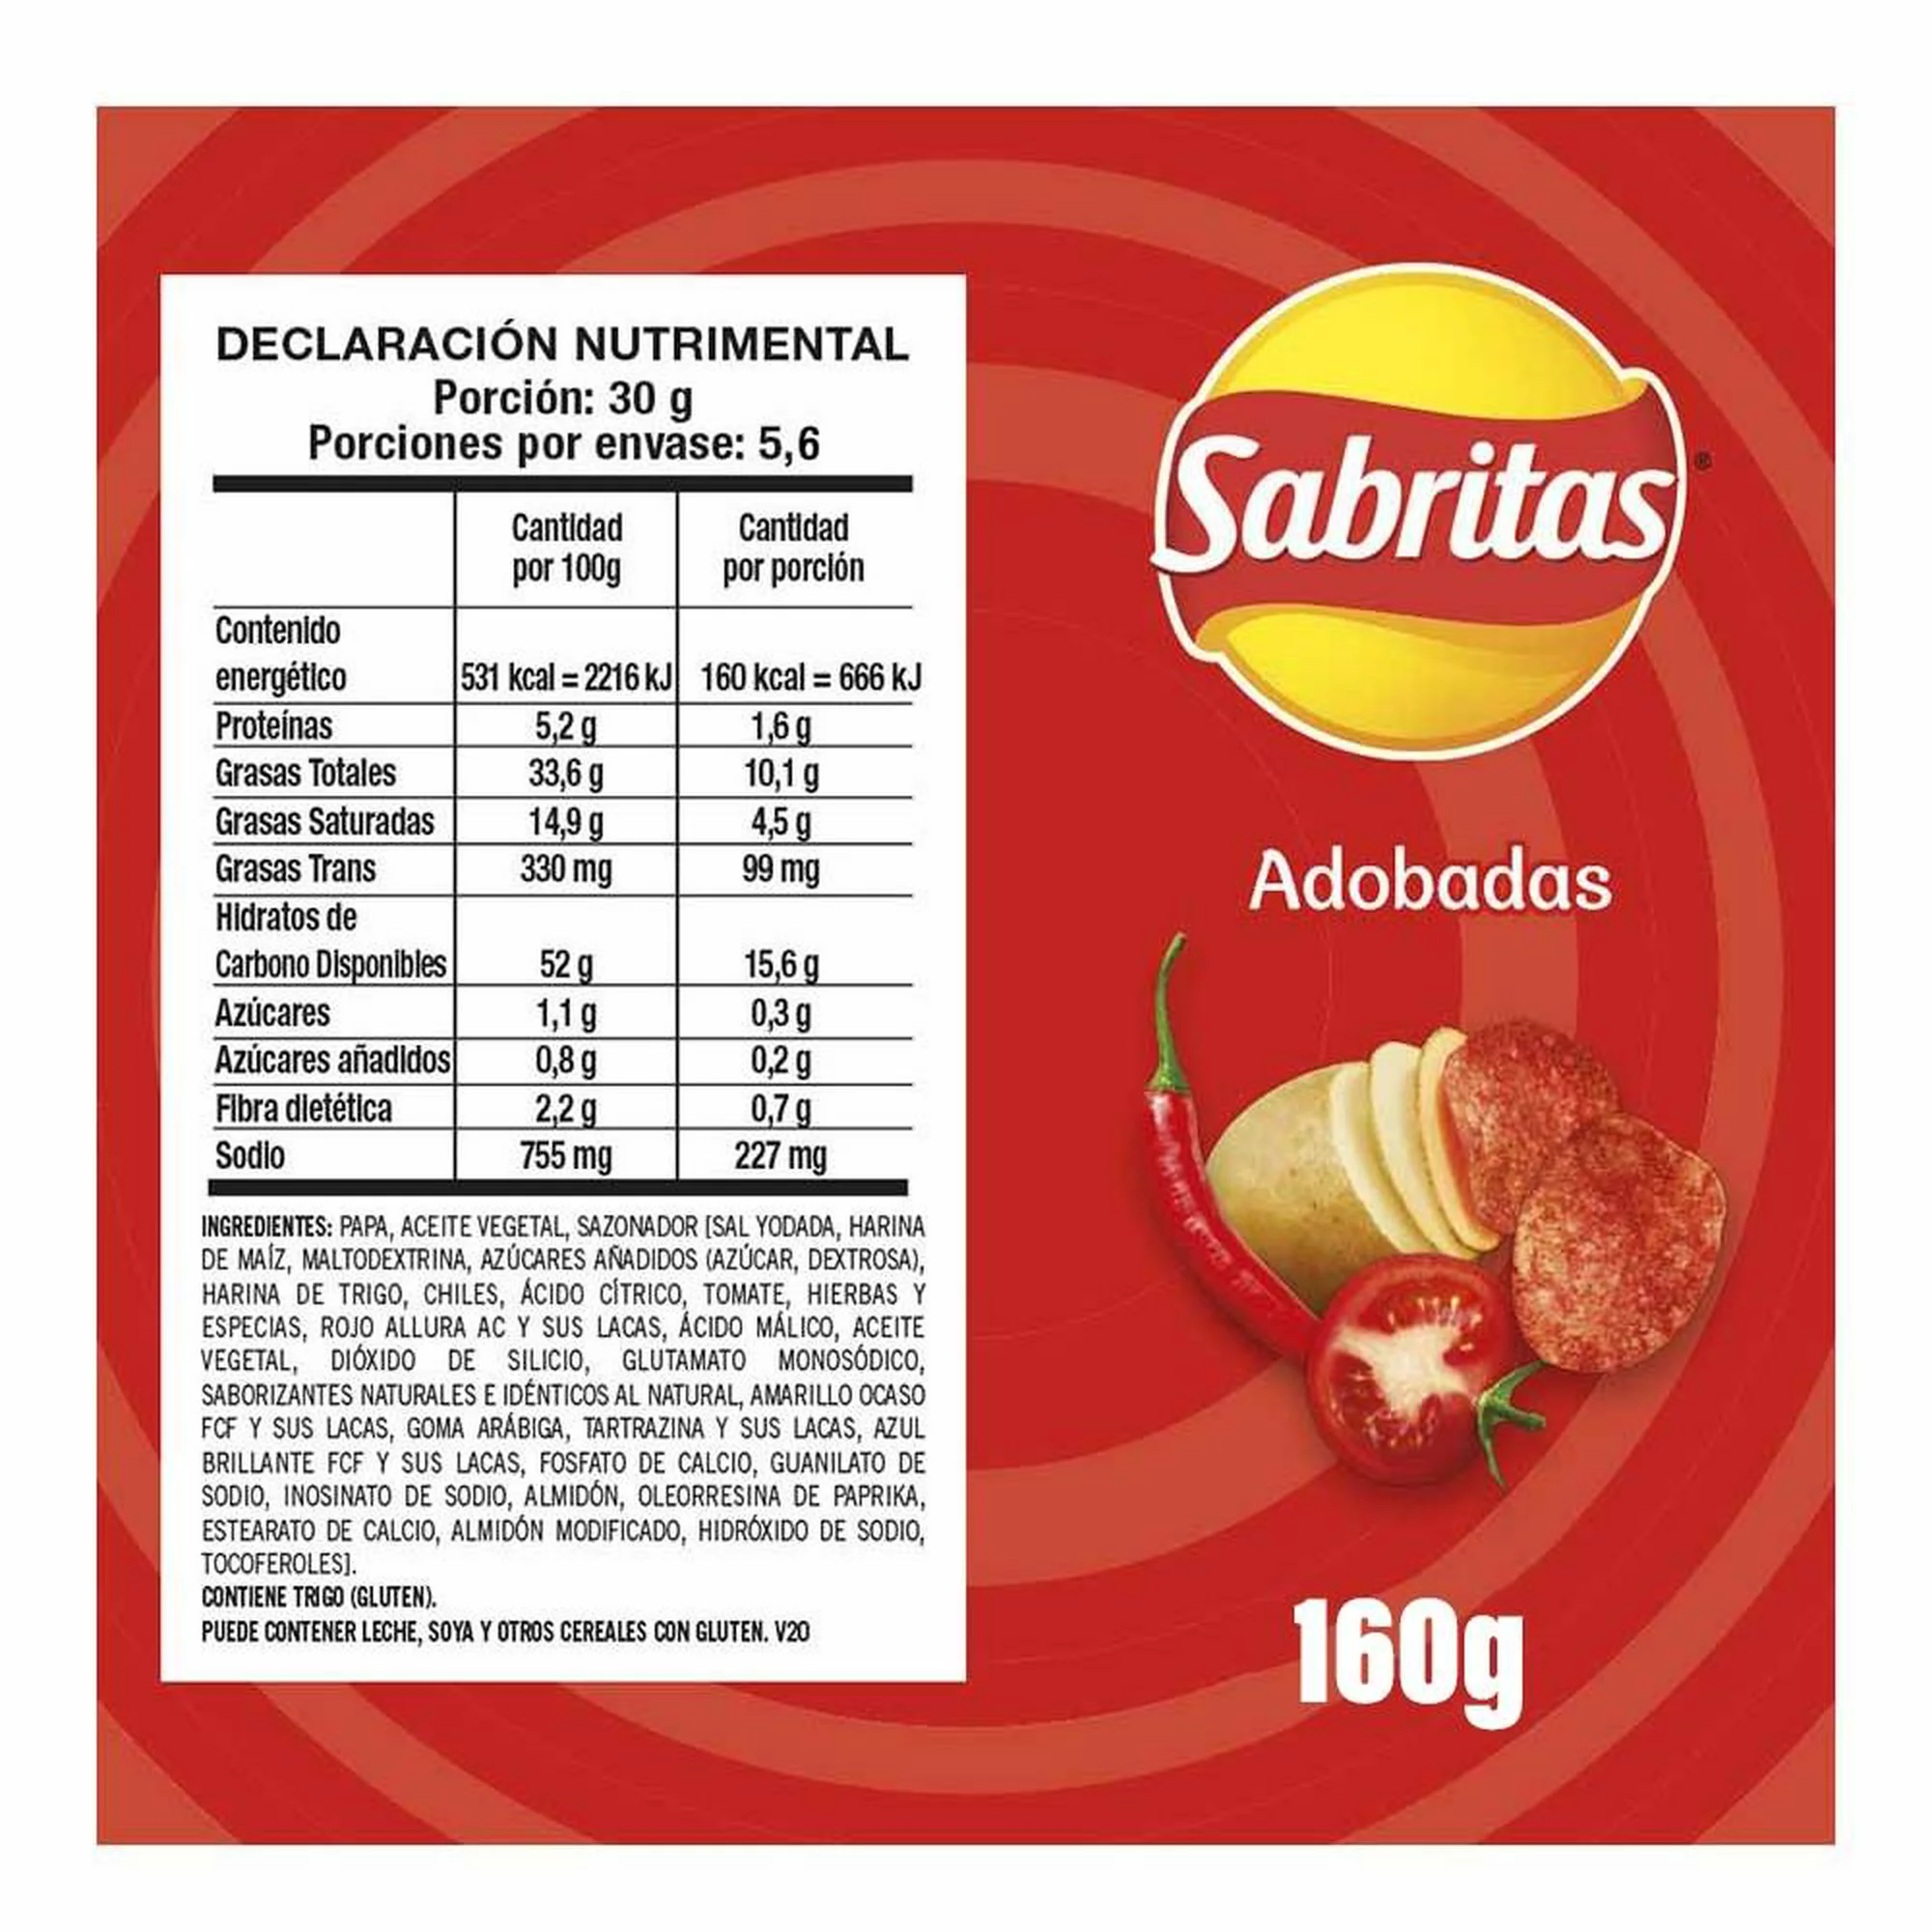 DECLARACIÓN NUTRIMENTAL
Porción: 30 g
Porciones por envase: 5,6
Cantidad por 100g
Cantidad por porción
Contenido energético 531 kcal = 2216 kJ 160 kcal = 666 kJ
Proteínas 5,2 g 1,6 g
Grasas Totales 33,6 g 10,1 g
Grasas Saturadas 14,9 g 4,5 g
Grasas Trans 330 mg 99 mg
Hidratos de Carbono Disponibles 52 g 15,6 g
Azúcares 1,1 g 0,3 g
Azúcares añadidos 0,8 g 0,2 g
Fibra dietética 2,2 g 0,7 g
Sodio 755 mg 227 mg
INGREDIENTES: PAPA, ACEITE VEGETAL, SAZONADOR [SAL YODADA, HARINA
DE MAÍZ, MALTODEXTRINA, AZÚCARES AÑADIDOS (AZÚCAR, DEXTROSA),
HARINA DE TRIGO, CHILES, ÁCIDO CÍTRICO, TOMATE, HIERBAS Y
ESPECIAS, ROJO ALLURA AC Y SUS LACAS, ÁCIDO MÁLICO, ACEITE
VEGETAL, DIÓXIDO DE SILICIO, GLUTAMATO MONOSÓDICO,
SABORIZANTES NATURALES E IDÉNTICOS AL NATURAL, AMARILLO OCASO
FCF Y SUS LACAS, GOMA ARÁBIGA, TARTRAZINA Y SUS LACAS, AZUL
BRILLANTE FCF Y SUS LACAS, FOSFATO DE CALCIO, GUANILATO DE
SODIO, INOSINATO DE SODIO, ALMIDÓN, OLEORRESINA DE PAPRIKA,
ESTEARATO DE CALCIO, ALMIDÓN MODIFICADO, HIDRÓXIDO DE SODIO,
TOCOFEROLES].
CONTIENE TRIGO (GLUTEN).
PUEDE CONTENER LECHE, SOYA Y OTROS CEREALES CON GLUTEN. V20
Sabritas®
Adobadas
160g